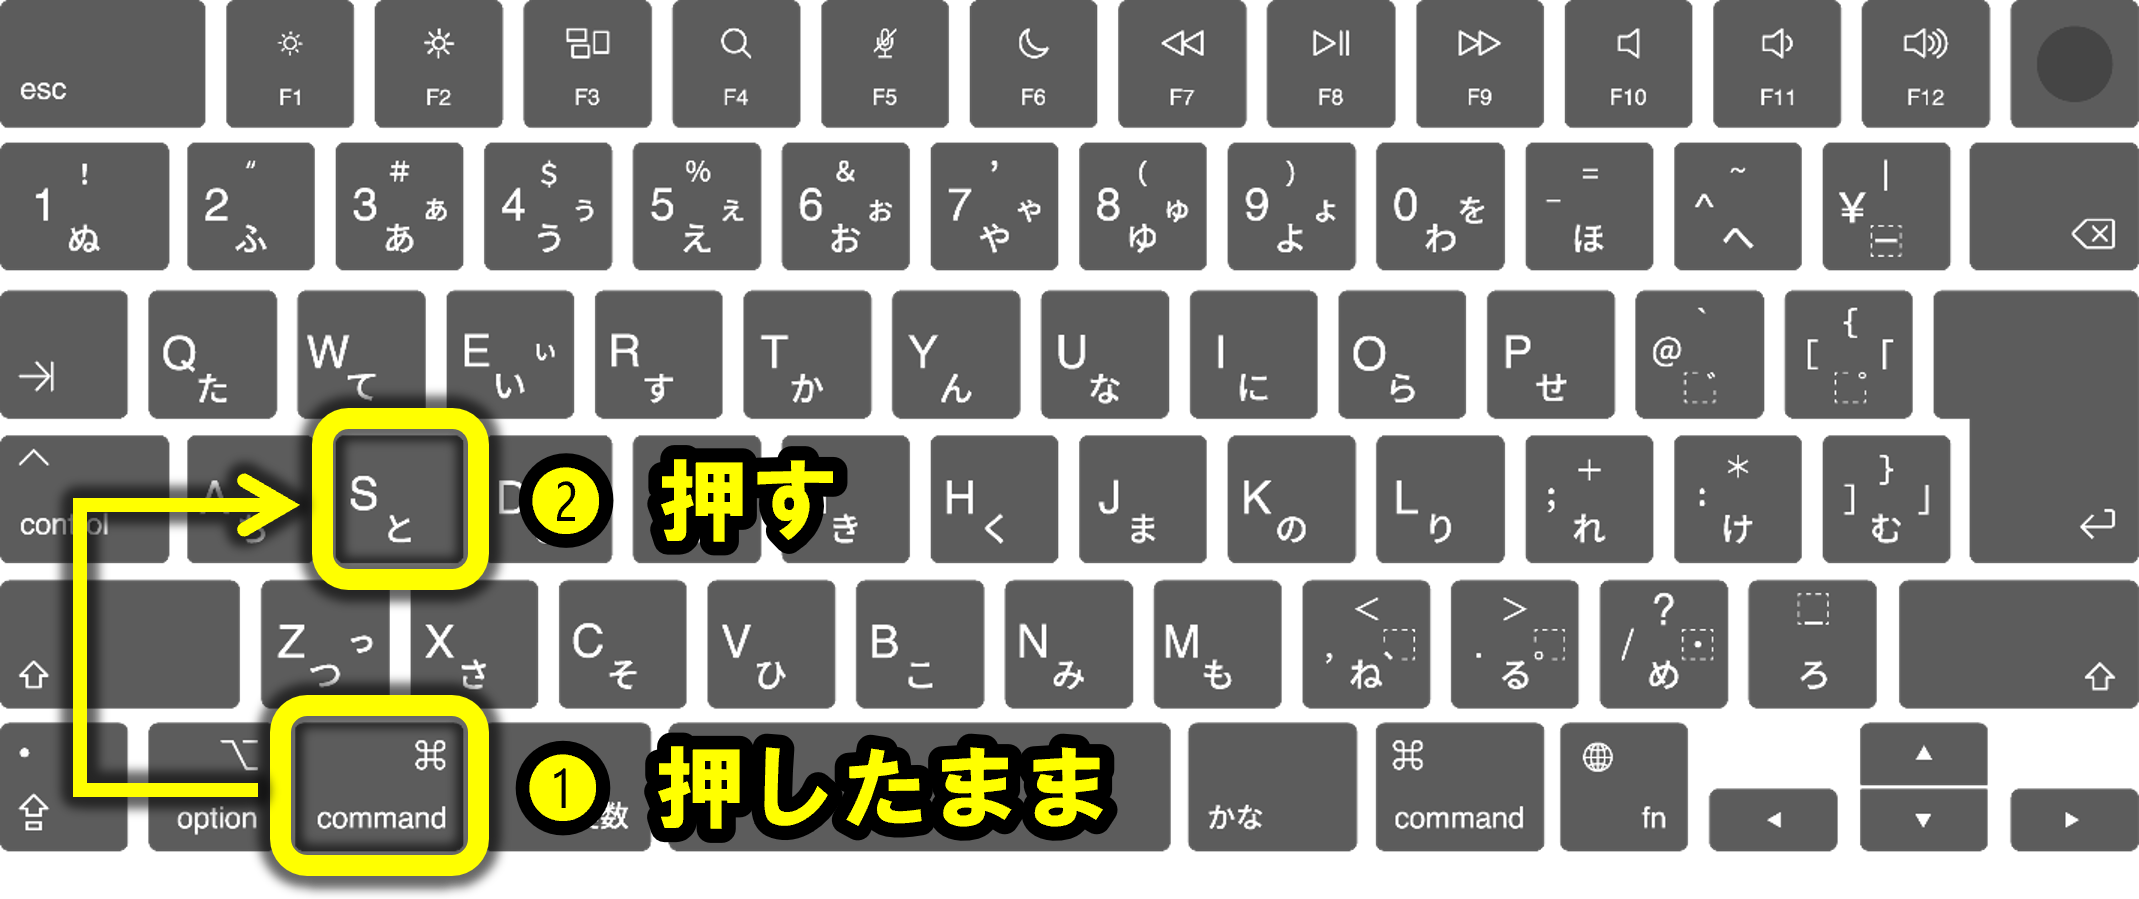 esc F1 F2 F3 F4 F5 F6 F7 F8 F9 F10 F11 F12
! " # $ % & ’ ( ) = ~ |
1 2 3 あ 4 ぅ 5 ぇ 6 ぉ 7 ゃ 8 ゅ 9 ょ 0 を - ^ ¥
ぬ ふ あ う え お や ゆ よ わ ほ へ ー
Q W E ぃ R T Y U I O P @ ` [ { 「
た て い す か ん な に ら せ ゛ ゜
control A S D ② 押す H J K L ; + : * ] } 」
ち と き く ま の り れ け む
Z っ X C V B N M , < 、 . > 。 / ? ・ _
つ さ そ ひ こ み も ね る め ろ
option command ① 押したまま 数 かな command fn